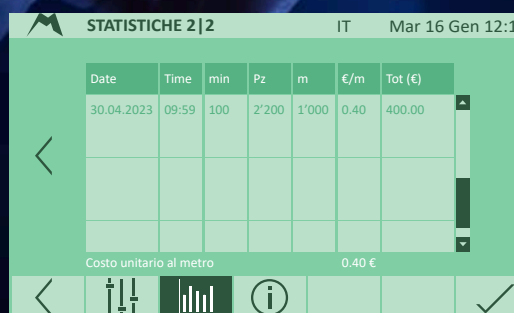 STATISTICHE 2|2 IT Mar 16 Gen 12:1
Date Time min Pz m €/m Tot (€)
30.04.2023 09:59 100 2’200 1’000 0.40 400.00
Costo unitario al metro 0.40 €